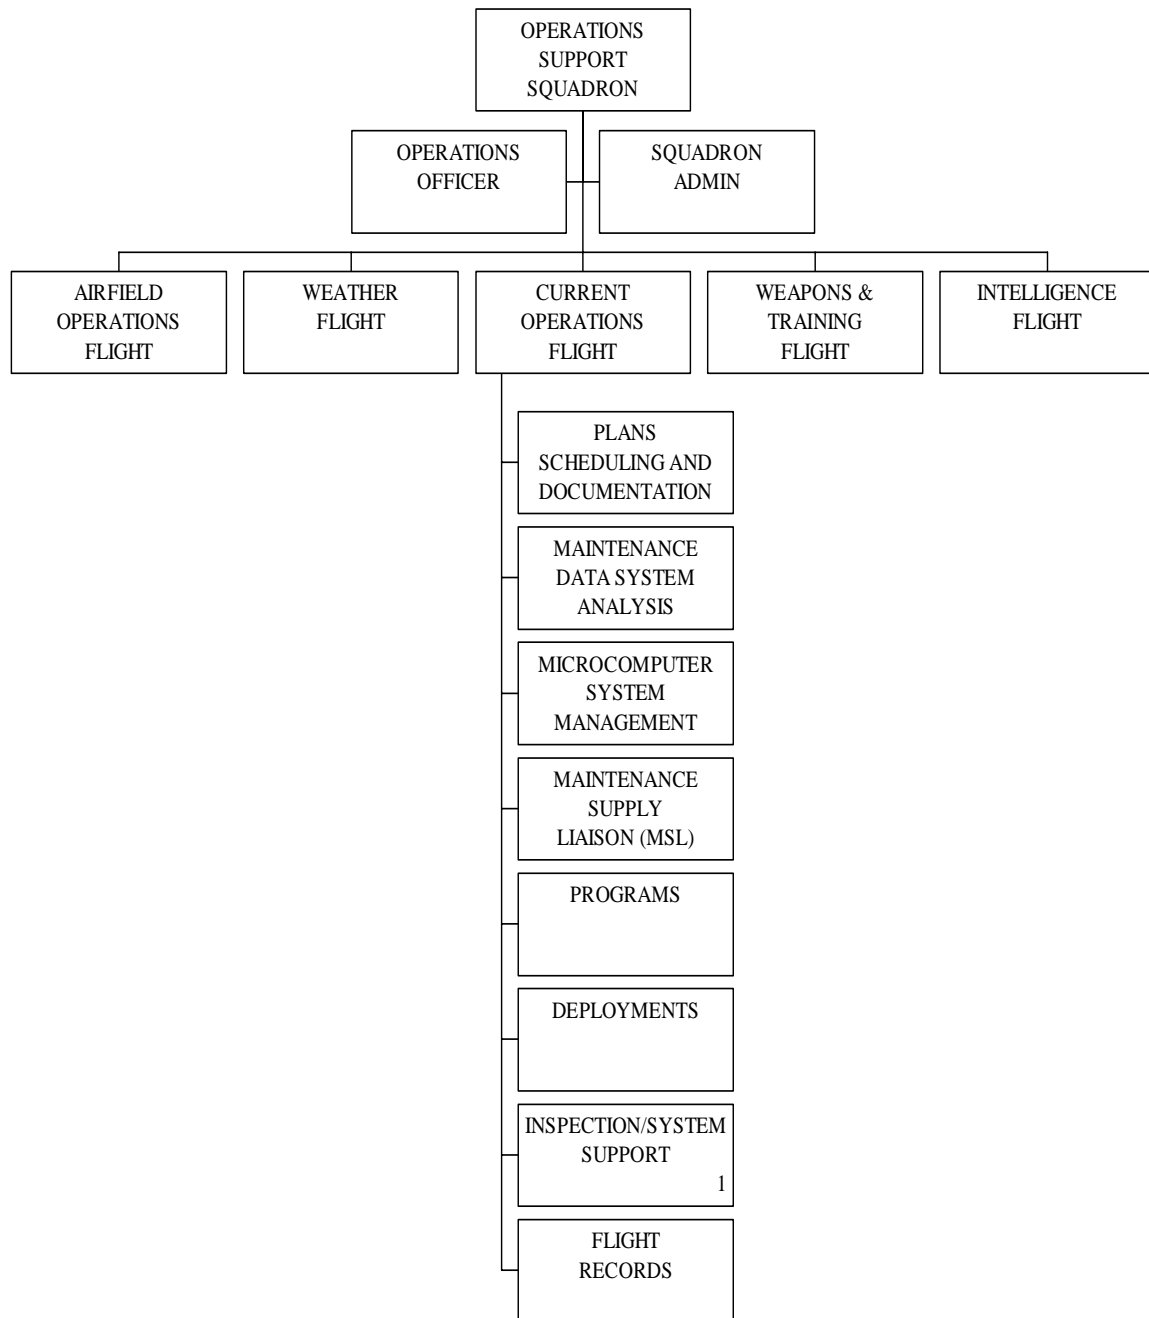 OPERATIONS
SUPPORT
SQUADRON
OPERATIONS
OFFICER
SQUADRON
ADMIN
AIRFIELD
OPERATIONS
FLIGHT
WEATHER
FLIGHT
CURRENT
OPERATIONS
FLIGHT
WEAPONS &
TRAINING
FLIGHT
INTELLIGENCE
FLIGHT
PLANS
SCHEDULING AND
DOCUMENTATION
MAINTENANCE
DATA SYSTEM
ANALYSIS
MICROCOMPUTER
SYSTEM
MANAGEMENT
MAINTENANCE
SUPPLY
LIAISON (MSL)
PROGRAMS
DEPLOYMENTS
INSPECTION/SYSTEM
SUPPORT
1
FLIGHT
RECORDS